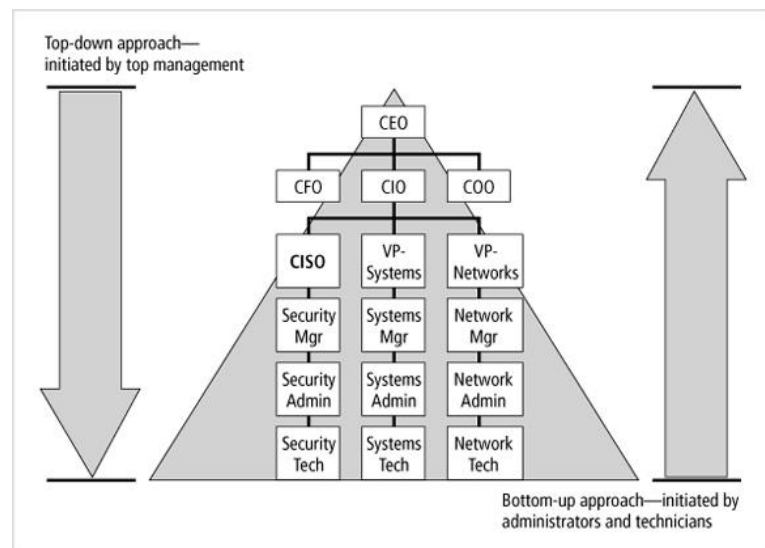 Top-down approach—
initiated by top management
CEO
CFO
CIO
COO
CISO
VP-
Systems
VP-
Networks
Security
Mgr
Systems
Mgr
Network
Mgr
Security
Admin
Systems
Admin
Network
Admin
Security
Tech
Systems
Tech
Network
Tech
Bottom-up approach—initiated by
administrators and technicians